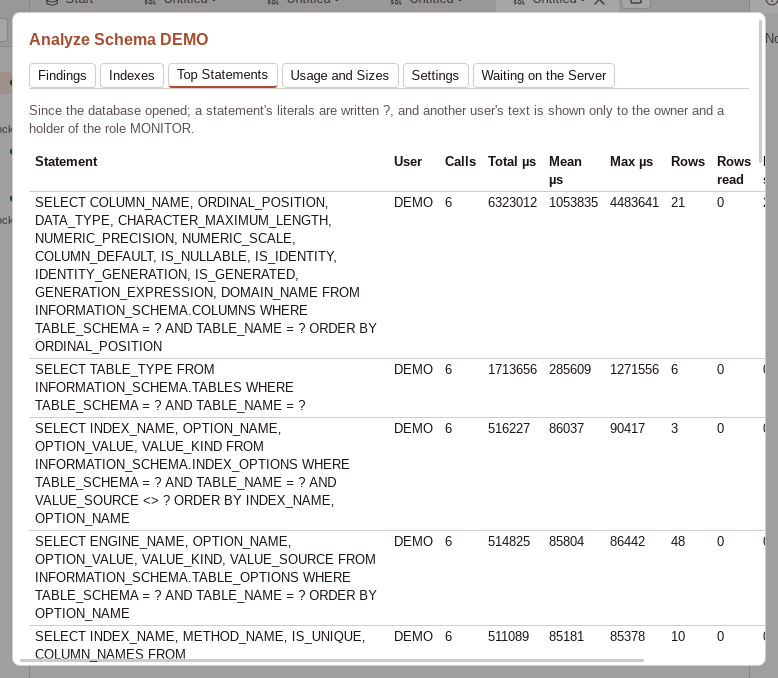 Analyze Schema DEMO
Findings Indexes Top Statements Usage and Sizes Settings Waiting on the Server
Since the database opened; a statement's literals are written ?, and another user's text is shown only to the owner and a
holder of the role MONITOR.
Statement User Calls Total µs Mean Max µs Rows Rows
µs read
SELECT COLUMN_NAME, ORDINAL_POSITION, DEMO 6 6323012 1053835 4483641 21 0
DATA_TYPE, CHARACTER_MAXIMUM_LENGTH,
NUMERIC_PRECISION, NUMERIC_SCALE,
COLUMN_DEFAULT, IS_NULLABLE, IS_IDENTITY,
IDENTITY_GENERATION, IS_GENERATED,
GENERATION_EXPRESSION, DOMAIN_NAME FROM
INFORMATION_SCHEMA.COLUMNS WHERE
TABLE_SCHEMA = ? AND TABLE_NAME = ? ORDER BY
ORDINAL_POSITION
SELECT TABLE_TYPE FROM DEMO 6 1713656 285609 1271556 6 0
INFORMATION_SCHEMA.TABLES WHERE
TABLE_SCHEMA = ? AND TABLE_NAME = ?
SELECT INDEX_NAME, OPTION_NAME, DEMO 6 516227 86037 90417 3 0
OPTION_VALUE, VALUE_KIND FROM
INFORMATION_SCHEMA.INDEX_OPTIONS WHERE
TABLE_SCHEMA = ? AND TABLE_NAME = ? AND
VALUE_SOURCE <> ? ORDER BY INDEX_NAME,
OPTION_NAME
SELECT ENGINE_NAME, OPTION_NAME, DEMO 6 514825 85804 86442 48 0
OPTION_VALUE, VALUE_KIND, VALUE_SOURCE FROM
INFORMATION_SCHEMA.TABLE_OPTIONS WHERE
TABLE_SCHEMA = ? AND TABLE_NAME = ? ORDER BY
OPTION_NAME
SELECT INDEX_NAME, METHOD_NAME, IS_UNIQUE, DEMO 6 511089 85181 85378 10 0
COLUMN_NAMES FROM